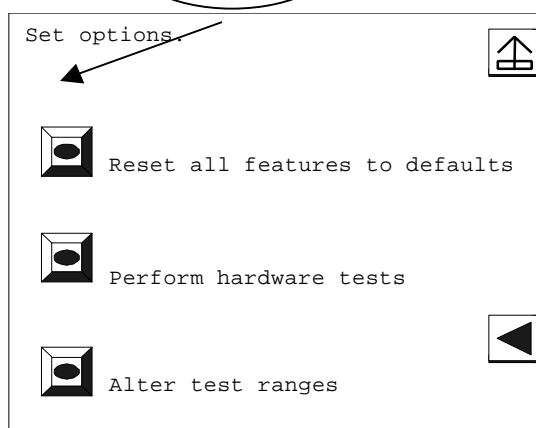 Set options.
Reset all features to defaults
Perform hardware tests
Alter test ranges